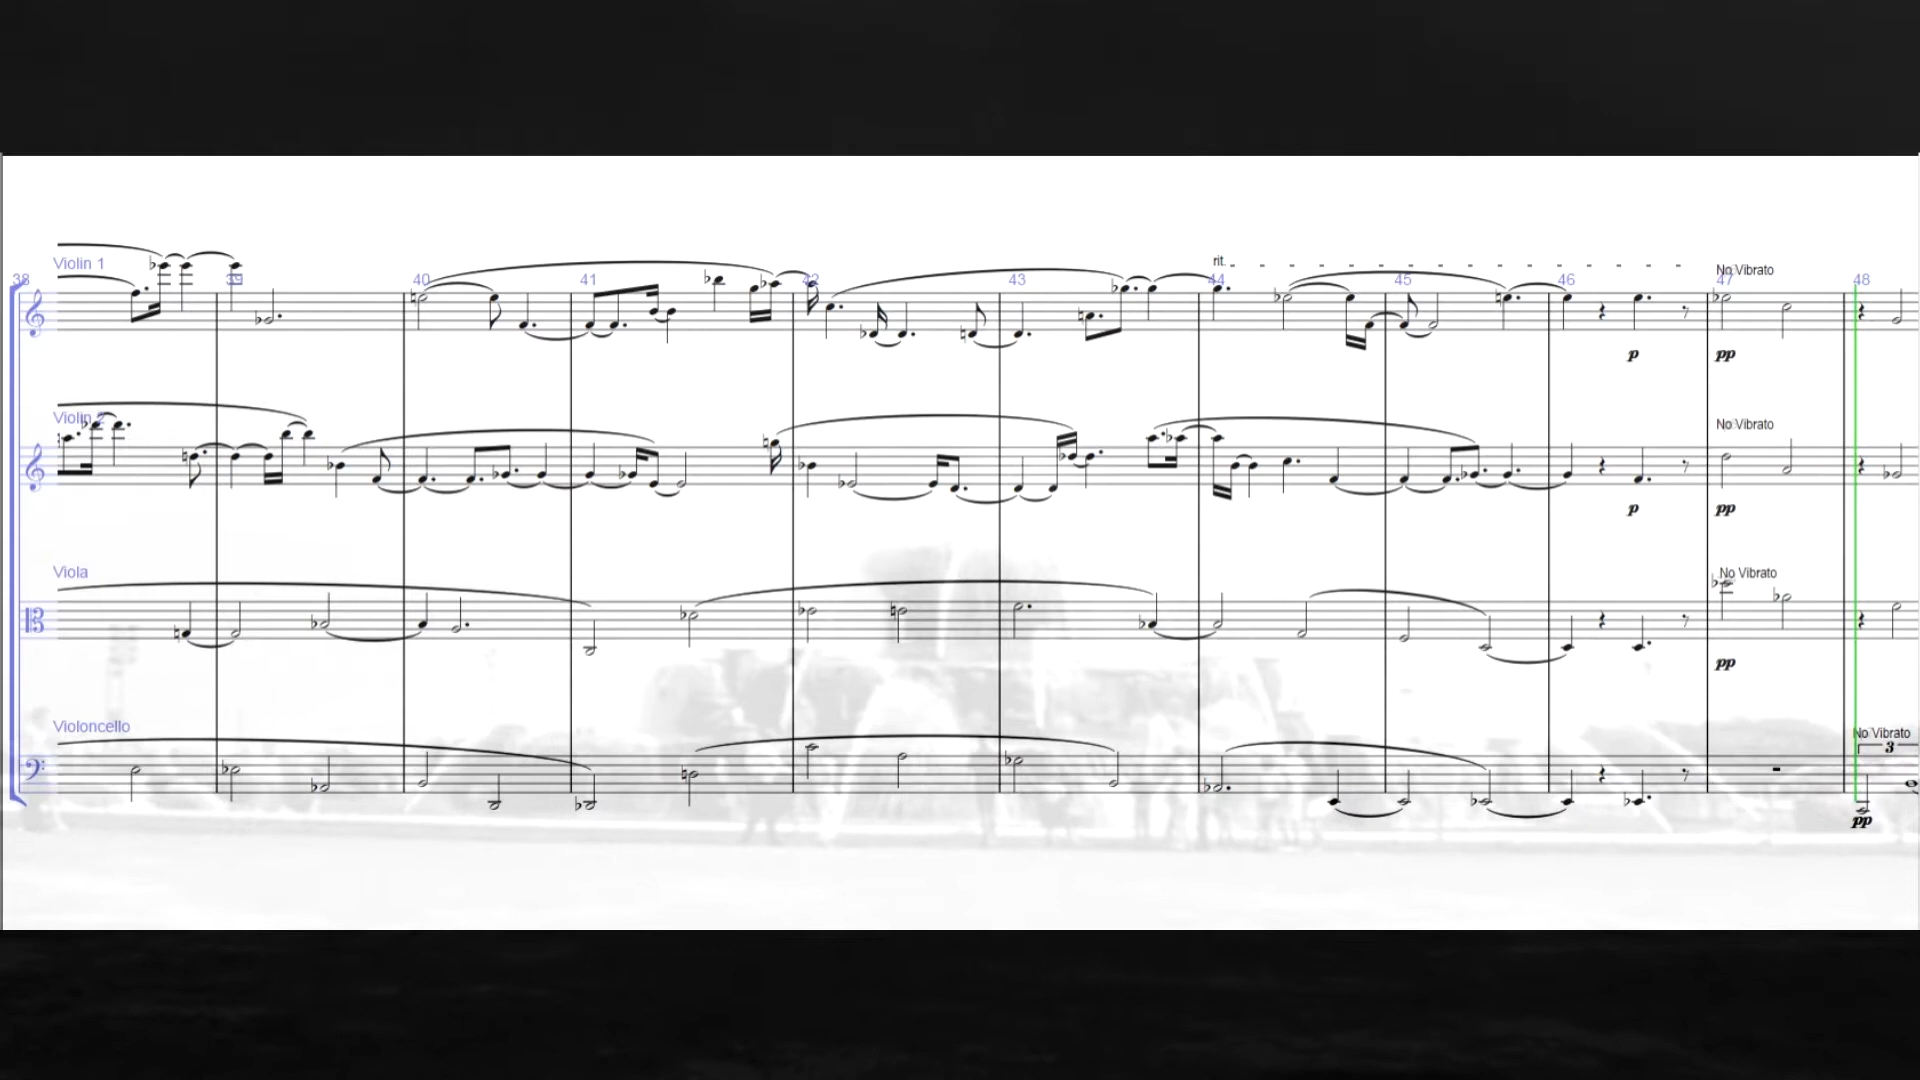 rit.
Violin 1
No Vibrato
38 39 40 41 42 43 44 45 46 47 48
p pp
Violin 2
No Vibrato
p pp
Viola
No Vibrato
pp
Violoncello
No Vibrato
3
pp